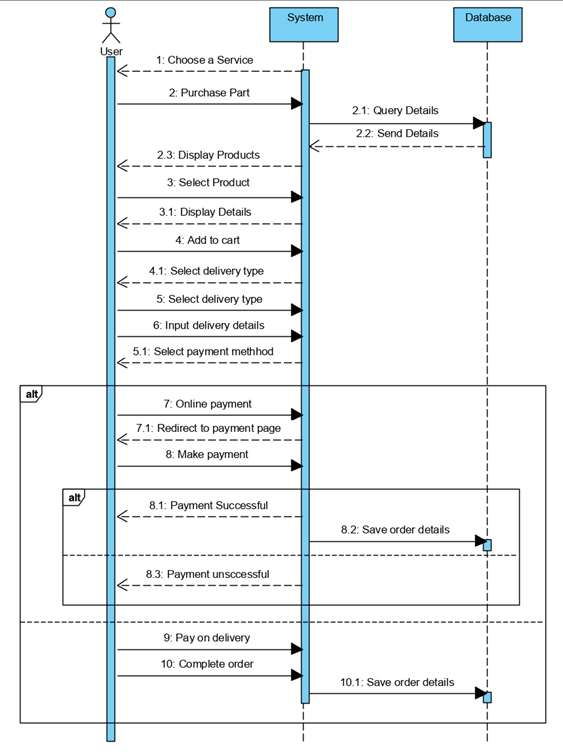 System
Database
User
1: Choose a Service
2: Purchase Part
2.1: Query Details
2.2: Send Details
2.3: Display Products
3: Select Product
3.1: Display Details
4: Add to cart
4.1: Select delivery type
5: Select delivery type
6: Input delivery details
5.1: Select payment methhod
alt
7: Online payment
7.1: Redirect to payment page
8: Make payment
alt
8.1: Payment Successful
8.2: Save order details
8.3: Payment unsccessful
9: Pay on delivery
10: Complete order
10.1: Save order details